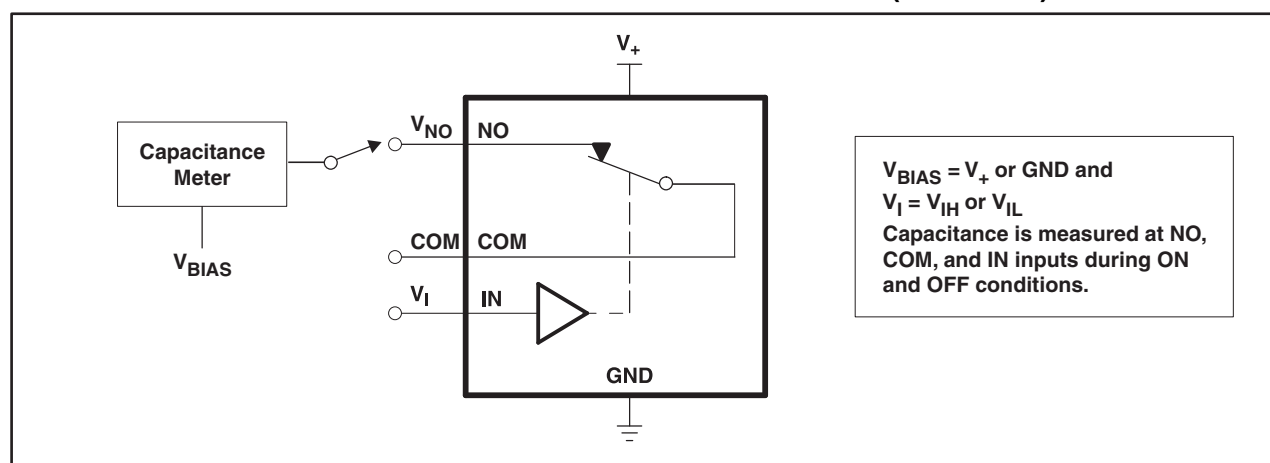 V+
Capacitance
Meter
VBIAS
VNO NO
COM COM
VI IN
GND
VBIAS = V+ or GND and
VI = VIH or VIL
Capacitance is measured at NO,
COM, and IN inputs during ON
and OFF conditions.